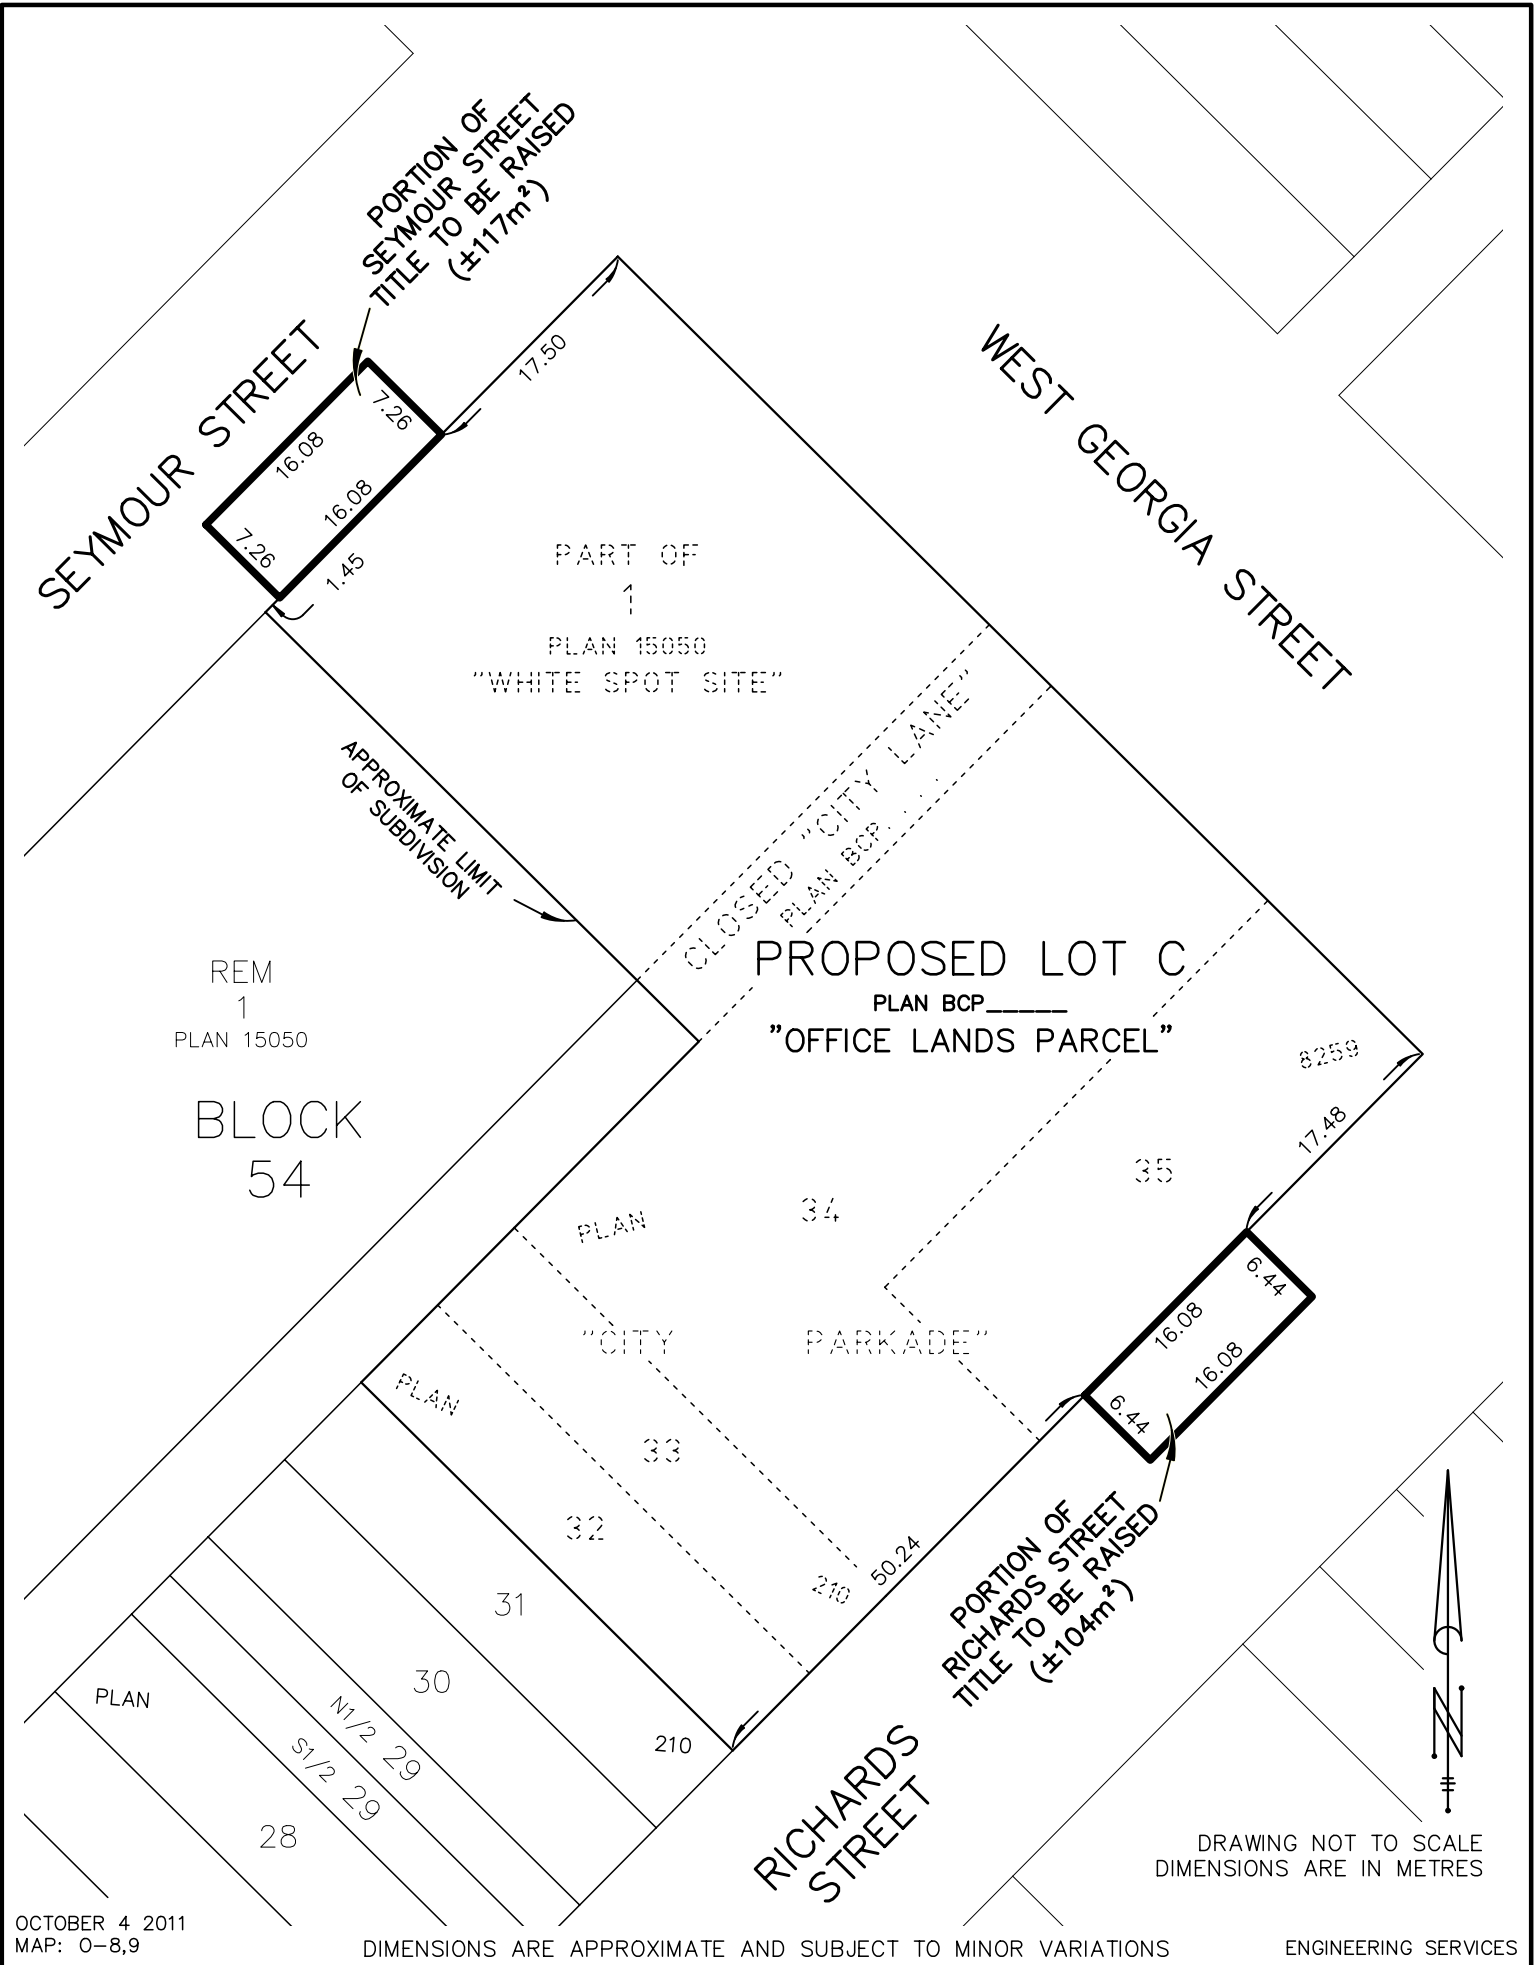 PORTION OF
SEYMOUR STREET
TITLE TO BE RAISED
(±117m²)
SEYMOUR STREET
17.50
7.26
16.08
16.08
7.26
1.45
WEST GEORGIA STREET
PART OF
1
PLAN 15050
"WHITE SPOT SITE"
CLOSED "CITY LANE"
PLAN BCP. . . .
APPROXIMATE LIMIT
OF SUBDIVISION
PROPOSED LOT C
PLAN BCP_____
"OFFICE LANDS PARCEL"
REM
1
PLAN 15050
BLOCK
54
8259
17.48
35
34
PLAN
6.44
16.08
16.08
6.44
"CITY PARKADE"
PLAN
33
32
210
50.24
PORTION OF
RICHARDS STREET
TITLE TO BE RAISED
(±104m²)
31
30
210
PLAN
N1/2 29
S1/2 29
28
RICHARDS
STREET
N
DRAWING NOT TO SCALE
DIMENSIONS ARE IN METRES
OCTOBER 4 2011
MAP: O-8,9
DIMENSIONS ARE APPROXIMATE AND SUBJECT TO MINOR VARIATIONS
ENGINEERING SERVICES